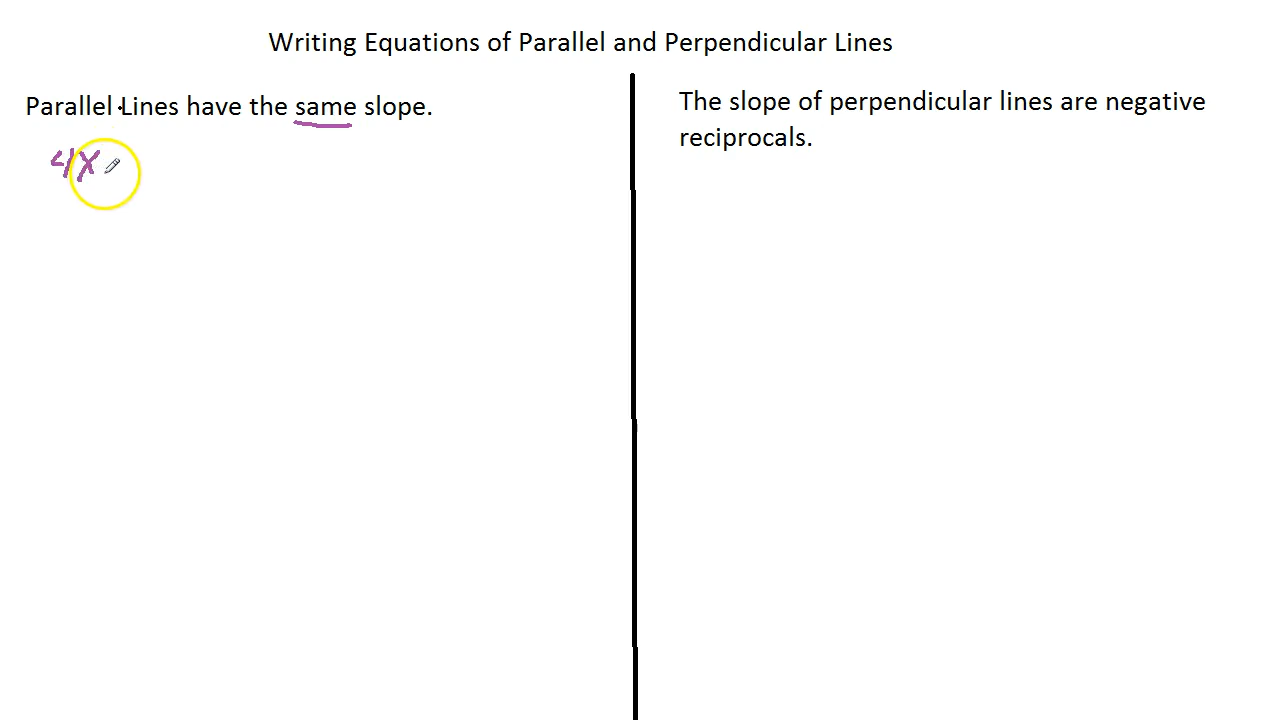 Writing Equations of Parallel and Perpendicular Lines
Parallel Lines have the same slope.
4x
The slope of perpendicular lines are negative
reciprocals.